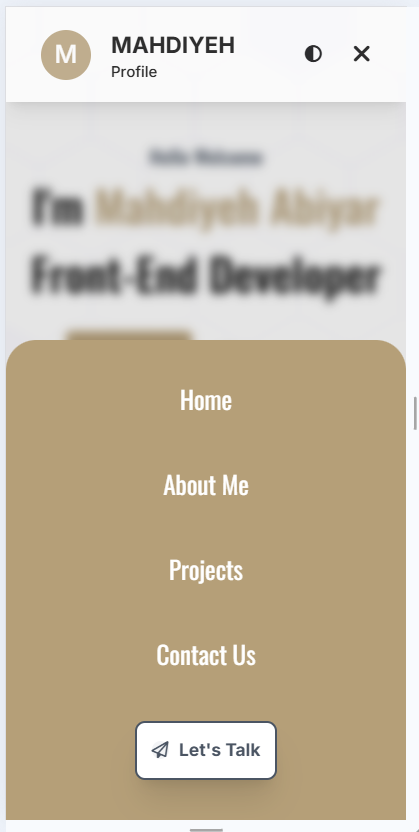 M
MAHDIYEH
Profile
Hello Welcome
I'm Mahdiyeh Abiyar
Front-End Developer
Home
About Me
Projects
Contact Us
Let's Talk